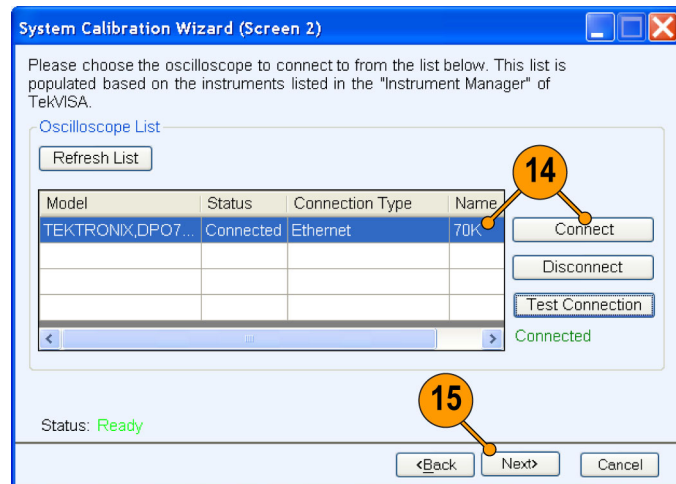 System Calibration Wizard (Screen 2)
Please choose the oscilloscope to connect to from the list below. This list is
populated based on the instruments listed in the "Instrument Manager" of
TekVISA.
Oscilloscope List
Refresh List
14
Model Status Connection Type Name
TEKTRONIX,DPO7... Connected Ethernet 70K
Connect
Disconnect
Test Connection
Connected
15
Status: Ready
<Back Next> Cancel